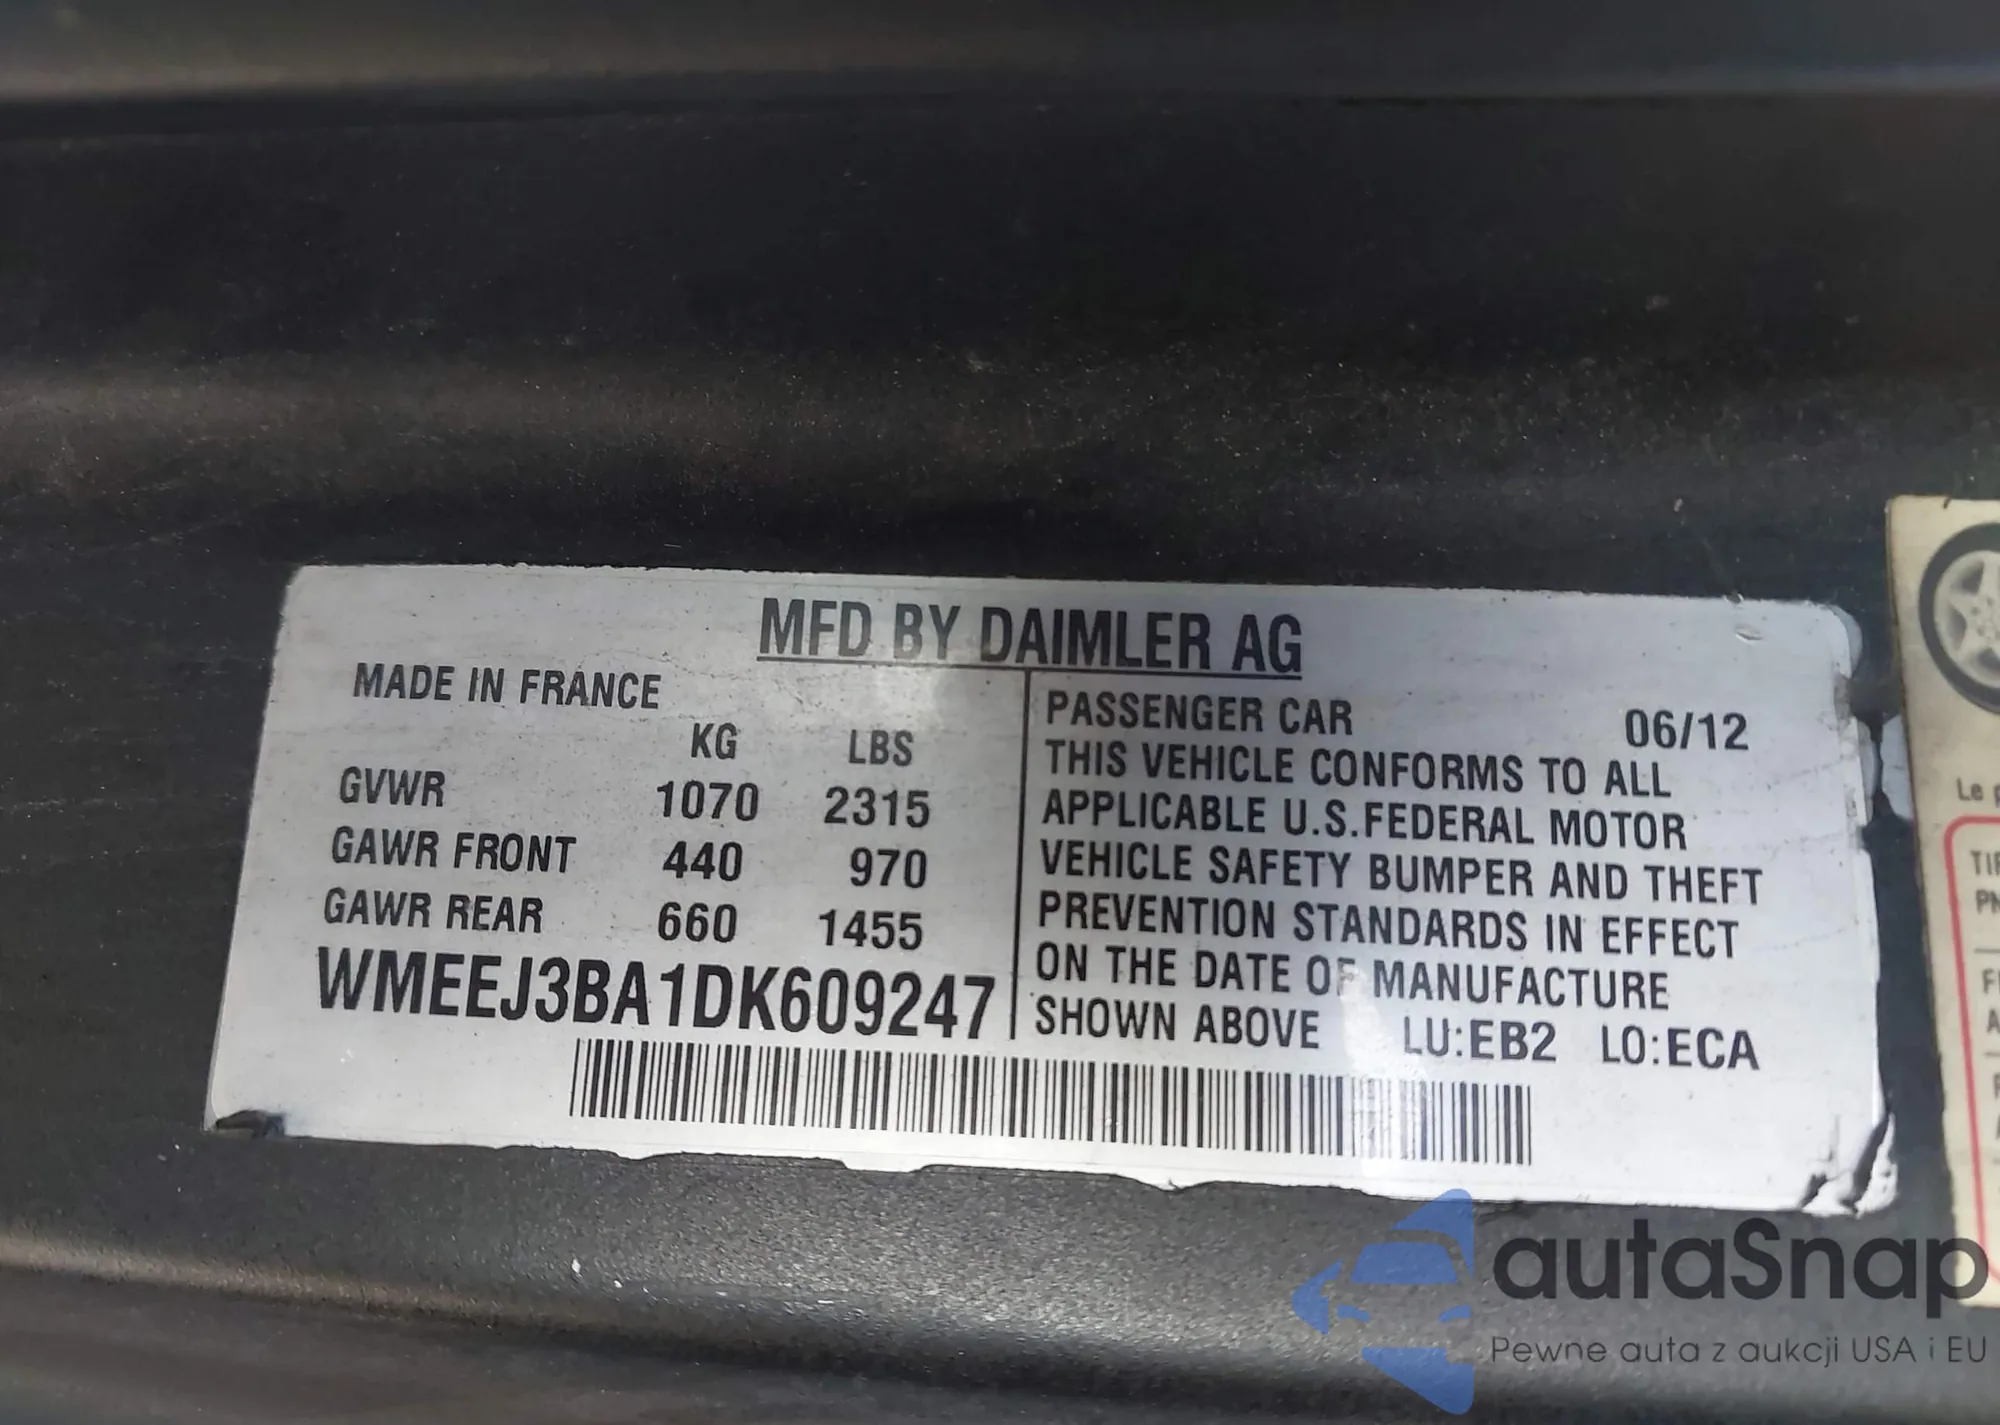 MFD BY DAIMLER AG
MADE IN FRANCE
KG LBS
GVWR 1070 2315
GAWR FRONT 440 970
GAWR REAR 660 1455
WMEEJ3BA1DK609247
PASSENGER CAR 06/12
THIS VEHICLE CONFORMS TO ALL
APPLICABLE U.S.FEDERAL MOTOR
VEHICLE SAFETY BUMPER AND THEFT
PREVENTION STANDARDS IN EFFECT
ON THE DATE OF MANUFACTURE
SHOWN ABOVE LU:EB2 LO:ECA
Le
autaSnap
Pewne auta z aukcji USA i EU